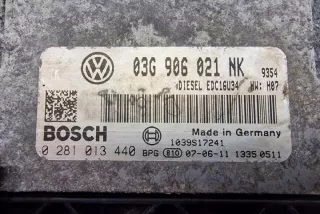 03G 906 021 NK 9354
DIESEL EDC16U34 HW: H07
BOSCH
Made in Germany
1039S17241
0 281 013 440 BPG 810 07-06-11 1335 0511